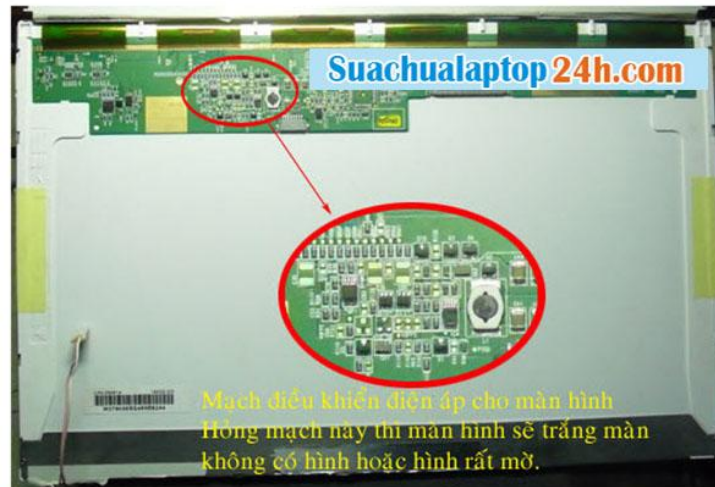 Suachualaptop24h.com
Mạch điều khiển điện áp cho màn hình
Hỏng mạch này thì màn hình sẽ trắng màn
không có hình hoặc hình rất mờ.